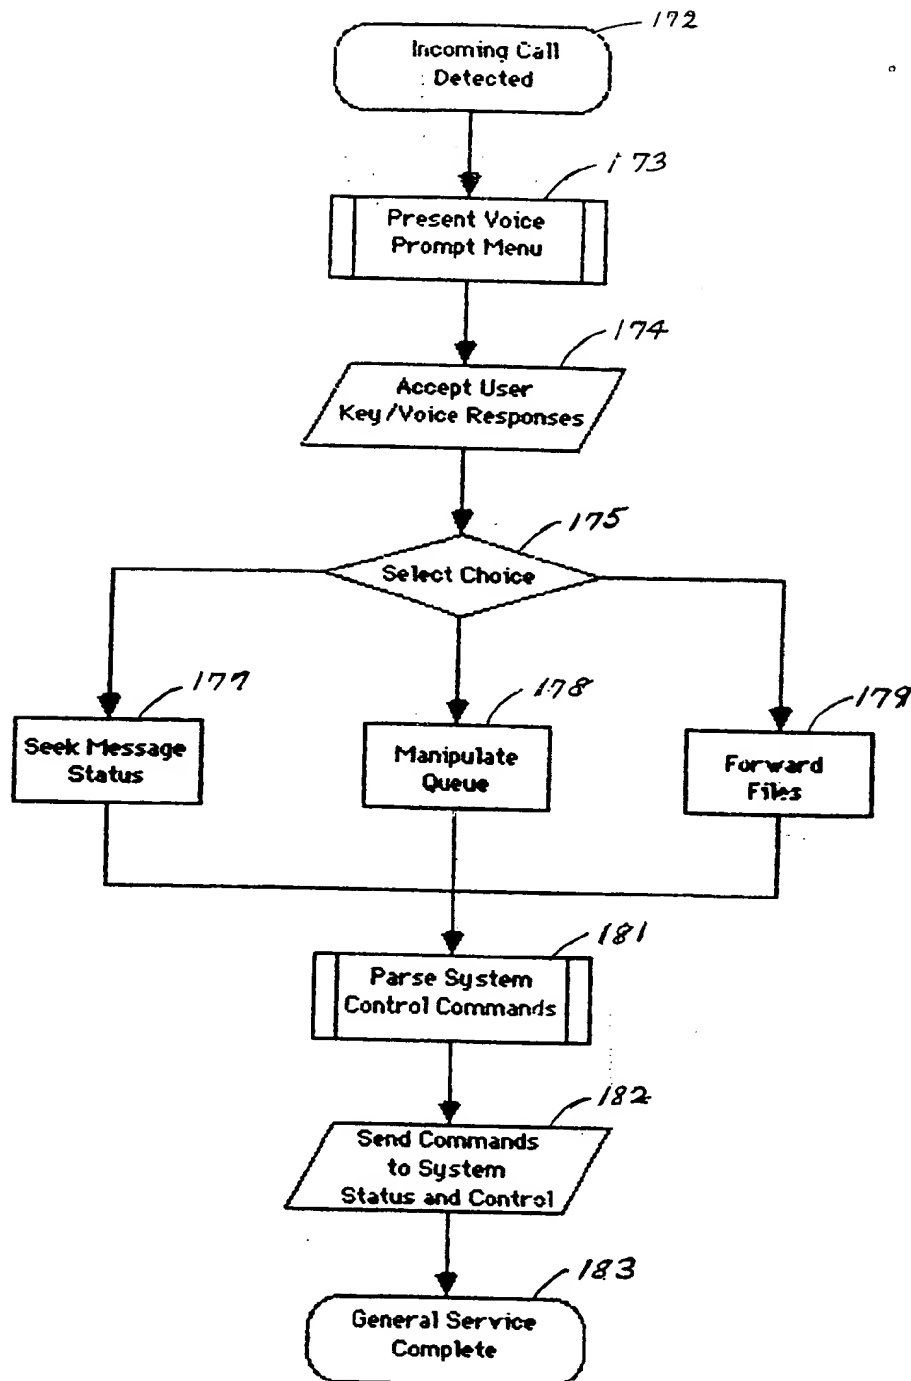 172
Incoming Call
Detected
173
Present Voice
Prompt Menu
174
Accept User
Key/Voice Responses
175
Select Choice
177
Seek Message
Status
178
Manipulate
Queue
179
Forward
Files
181
Parse System
Control Commands
182
Send Commands
to System
Status and Control
183
General Service
Complete